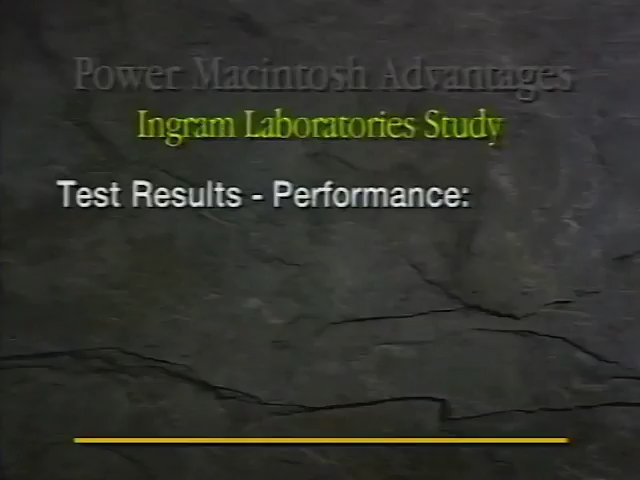 Power Macintosh Advantages
Ingram Laboratories Study
Test Results - Performance: